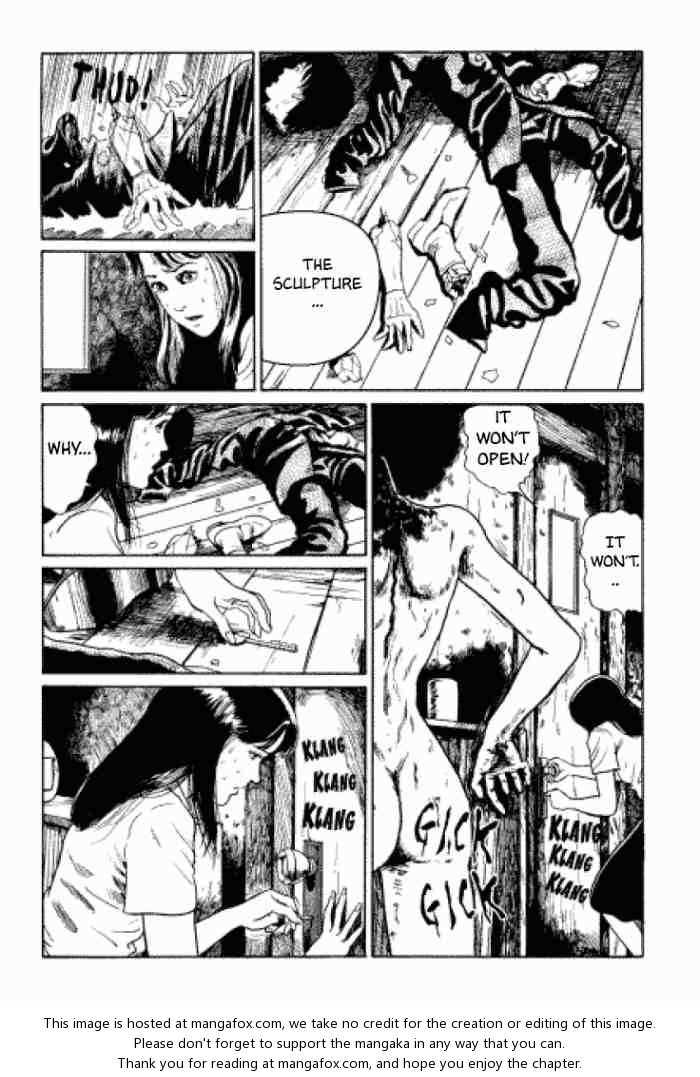 THUD!
THE
SCULPTURE
...
WHY...
IT
WON'T
OPEN!
IT
WON'T.
..
GICK
GICK
KLANG
KLANG
KLANG
KLANG
KLANG
KLANG
This image is hosted at mangafox.com, we take no credit for the creation or editing of this image.
Please don't forget to support the mangaka in any way that you can.
Thank you for reading at mangafox.com, and hope you enjoy the chapter.